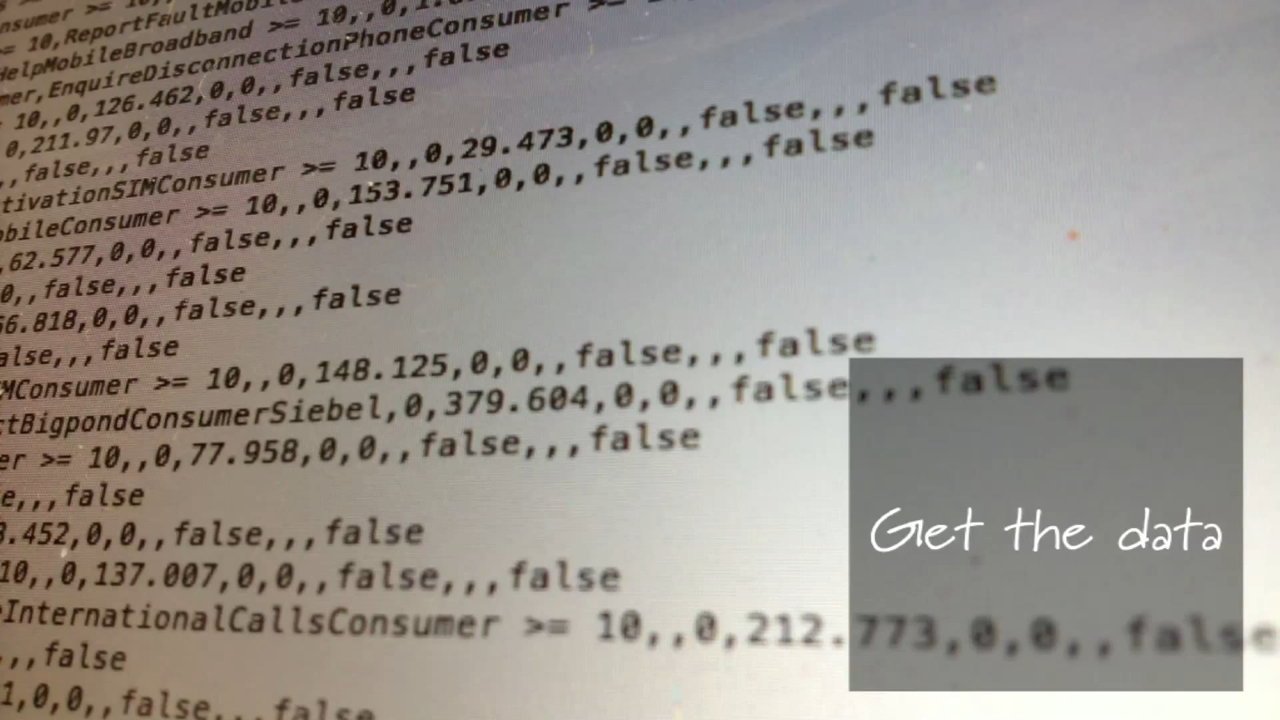 10,ReportFaultMobil
HelpMobileBroadband >= 10,,0,1.
mer,EnquireDisconnectionPhoneConsumer >=
10,,0,126.462,0,0,,false,,,false
0,211.97,0,0,,false,,,false
,,false,,,false
tivationSIMConsumer >= 10,,0,29.473,0,0,,false,,,false
obileConsumer >= 10,,0,153.751,0,0,,false,,,false
,62.577,0,0,,false,,,false
0,,false,,,false
56.818,0,0,,false,,,false
alse,,,false
MConsumer >= 10,,0,148.125,0,0,,false,,,false
ctBigpondConsumerSiebel,0,379.604,0,0,,false,,,false
er >= 10,,0,77.958,0,0,,false,,,false
e,,,false
3.452,0,0,,false,,,false
10,,0,137.007,0,0,,false,,,false
eInternationalCallsConsumer >= 10,,0,212.773,0,0,,false
,,,false
1,0,0,,false,,,false
Get the data